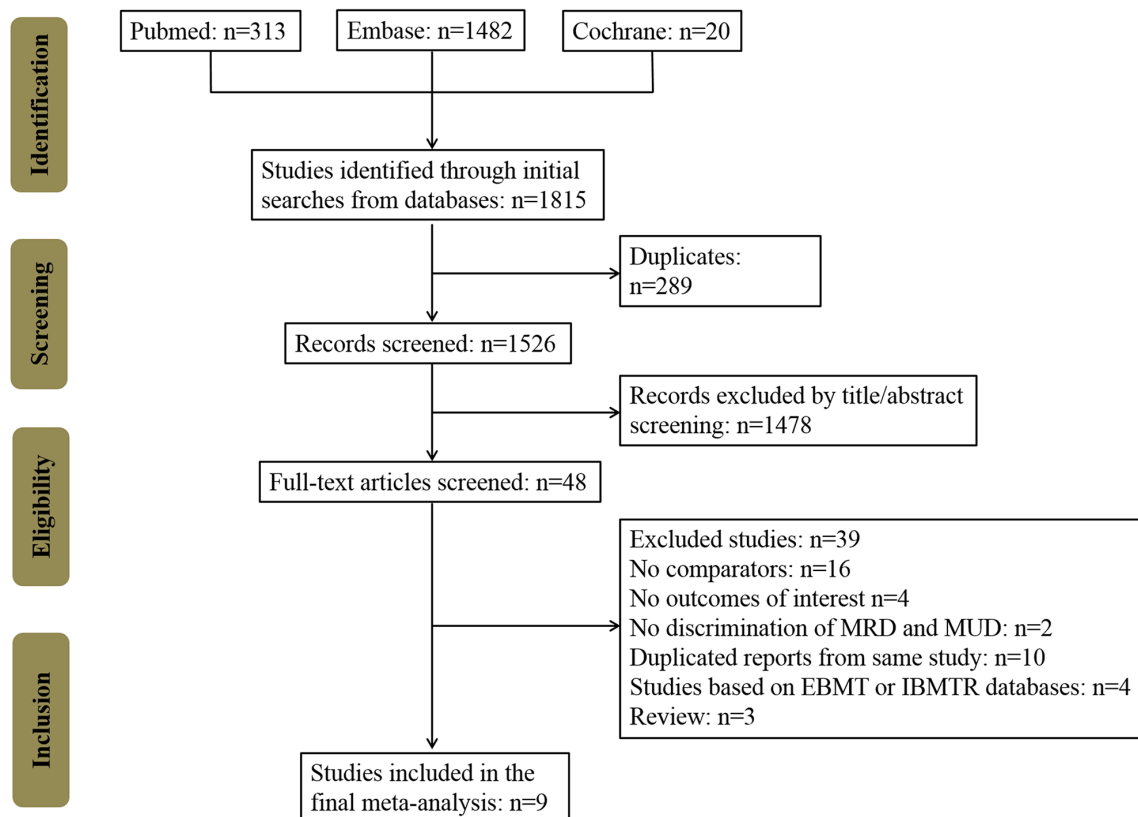 Pubmed: n=313
Embase: n=1482
Cochrane: n=20
Identification
Studies identified through initial
searches from databases: n=1815
Screening
Duplicates:
n=289
Records screened: n=1526
Records excluded by title/abstract
screening: n=1478
Eligibility
Full-text articles screened: n=48
Excluded studies: n=39
No comparators: n=16
No outcomes of interest n=4
No discrimination of MRD and MUD: n=2
Duplicated reports from same study: n=10
Studies based on EBMT or IBMTR databases: n=4
Review: n=3
Inclusion
Studies included in the
final meta-analysis: n=9